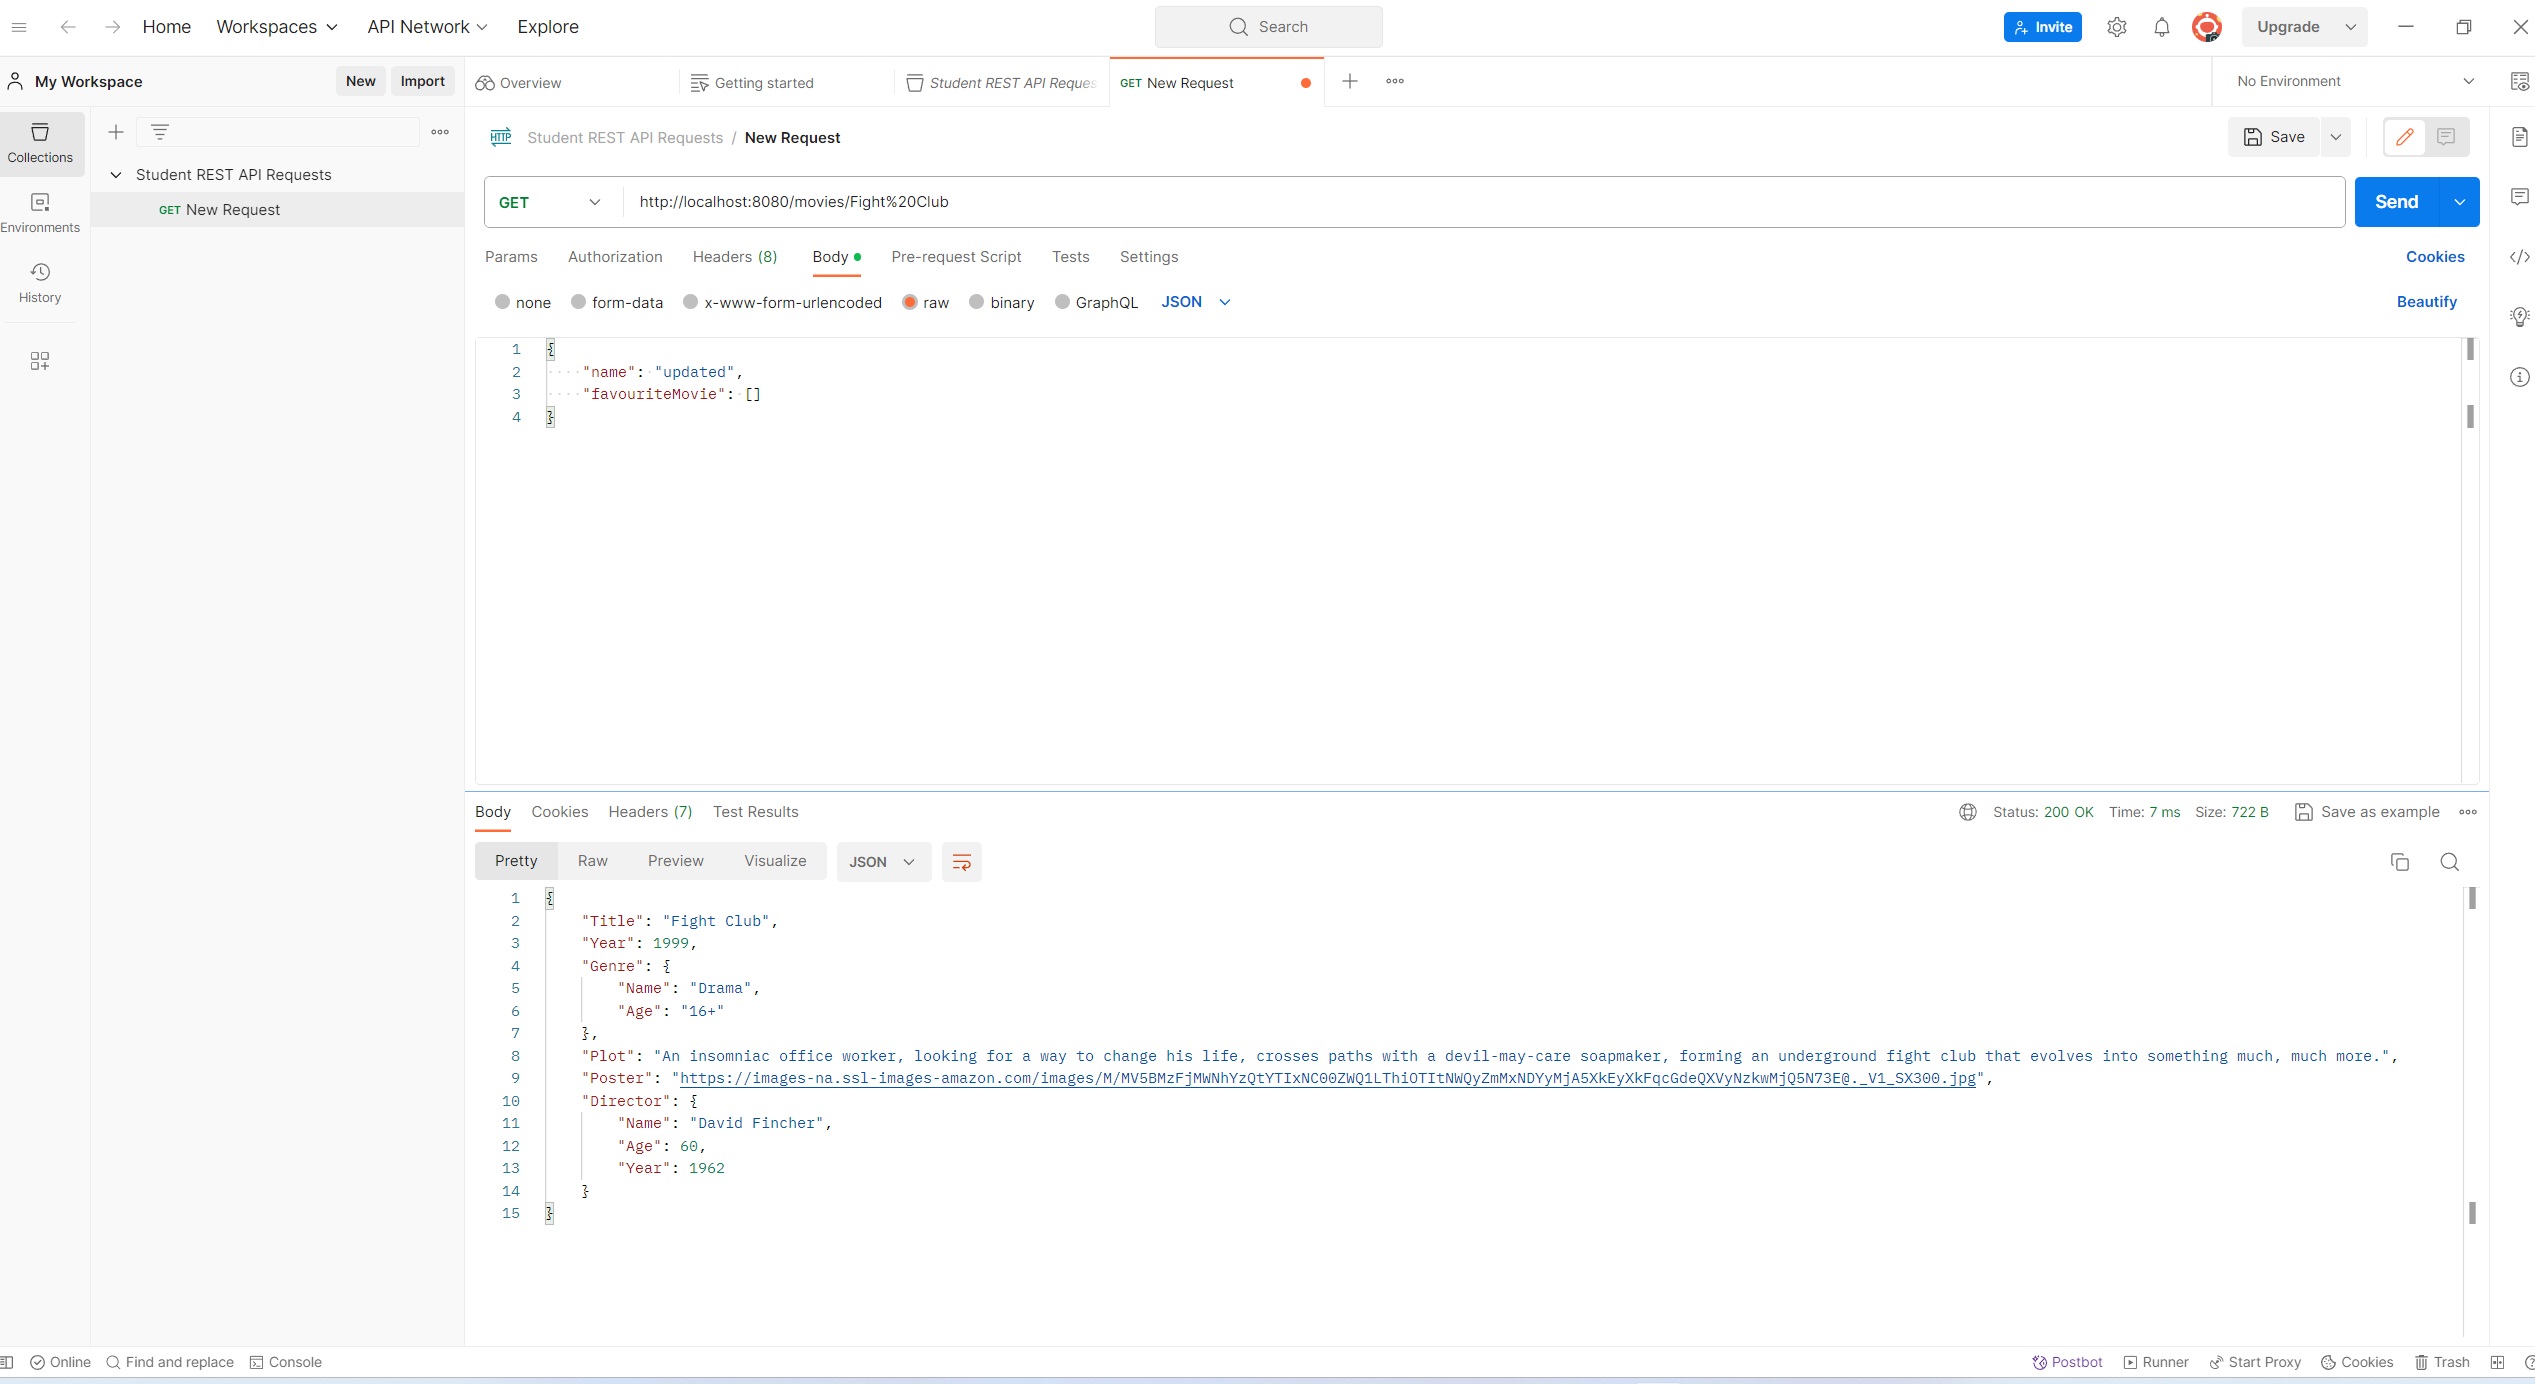 Home Workspaces API Network Explore Search Invite Upgrade
My Workspace New Import Overview Getting started Student REST API Reques GET New Request No Environment
Collections
Environments
History
Student REST API Requests
GET New Request
HTTP Student REST API Requests / New Request Save
GET http://localhost:8080/movies/Fight%20Club Send
Params Authorization Headers (8) Body Pre-request Script Tests Settings Cookies
none form-data x-www-form-urlencoded raw binary GraphQL JSON Beautify
1 {
2 "name": "updated",
3 "favouriteMovie": []
4 }
Body Cookies Headers (7) Test Results Status: 200 OK Time: 7 ms Size: 722 B Save as example
Pretty Raw Preview Visualize JSON
1 {
2 "Title": "Fight Club",
3 "Year": 1999,
4 "Genre": {
5 "Name": "Drama",
6 "Age": "16+"
7 },
8 "Plot": "An insomniac office worker, looking for a way to change his life, crosses paths with a devil-may-care soapmaker, forming an underground fight club that evolves into something much, much more.",
9 "Poster": "https://images-na.ssl-images-amazon.com/images/M/MV5BMzFjMWNhYzQtYTIxNC00ZWQ1LThiOTItNWQyZmMxNDYyMjA5XkEyXkFqcGdeQXVyNzkwMjQ5NzM@._V1_SX300.jpg",
10 "Director": {
11 "Name": "David Fincher",
12 "Age": 60,
13 "Year": 1962
14 }
15 }
Online Find and replace Console Postbot Runner Start Proxy Cookies Trash